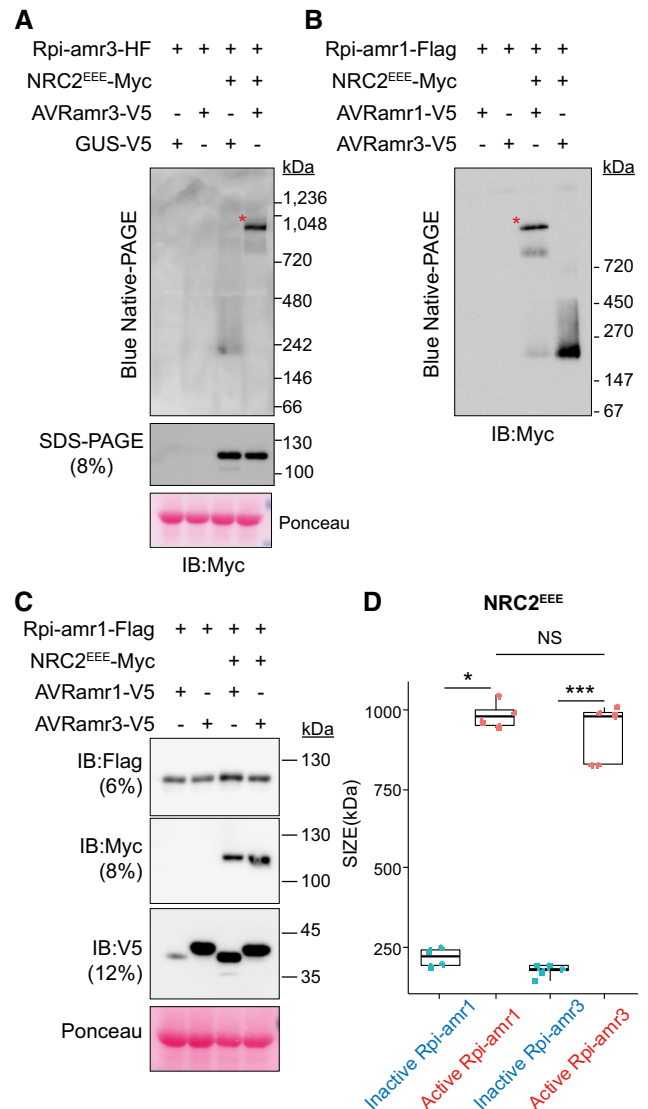 A
Rpi-amr3-HF + + + +
NRC2EEE-Myc + +
AVRamr3-V5 - + - +
GUS-V5 + - + -
kDa
Blue Native-PAGE
*
1,236
1,048
720
480
242
146
66
SDS-PAGE
(8%)
130
100
Ponceau
IB:Myc
B
Rpi-amr1-Flag + + + +
NRC2EEE-Myc + +
AVRamr1-V5 + - + -
AVRamr3-V5 - + - +
kDa
Blue Native-PAGE
*
720
450
270
147
67
IB:Myc
C
Rpi-amr1-Flag + + + +
NRC2EEE-Myc + +
AVRamr1-V5 + - + -
AVRamr3-V5 - + - +
kDa
IB:Flag
(6%)
130
IB:Myc
(8%)
130
100
IB:V5
(12%)
45
35
Ponceau
D
NRC2EEE
NS
*
***
SIZE(kDa)
1000
750
500
250
Inactive Rpi-amr1
Active Rpi-amr1
Inactive Rpi-amr3
Active Rpi-amr3